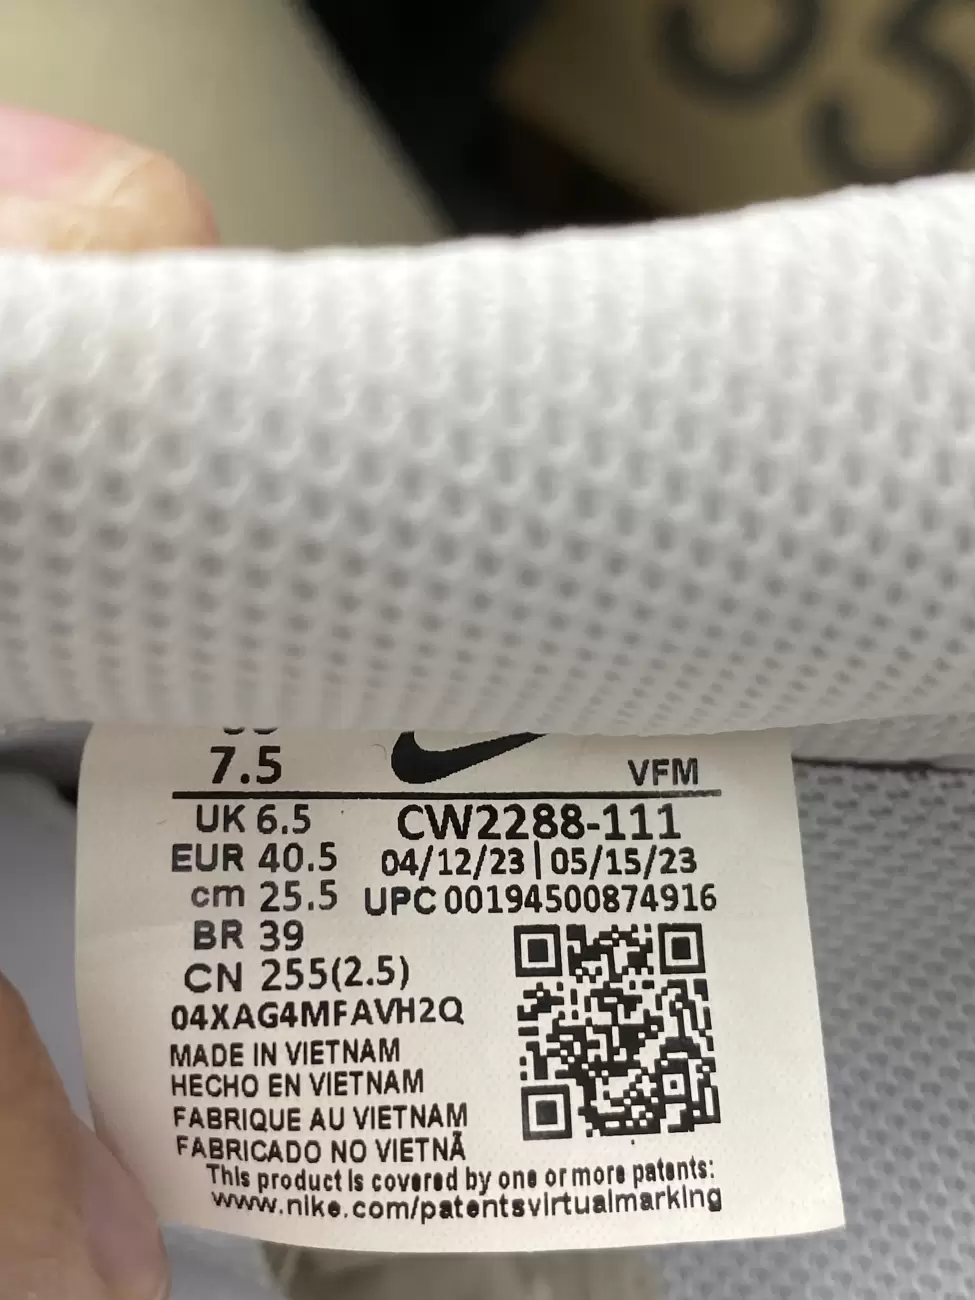 7.5
VFM
UK 6.5
CW2288-111
EUR 40.5
04/12/23 | 05/15/23
cm 25.5
UPC 00194500874916
BR 39
CN 255(2.5)
04XAG4MFAVH2Q
MADE IN VIETNAM
HECHO EN VIETNAM
FABRIQUE AU VIETNAM
FABRICADO NO VIETNÃ
This product is covered by one or more patents:
www.nike.com/patentsvirtualmarking